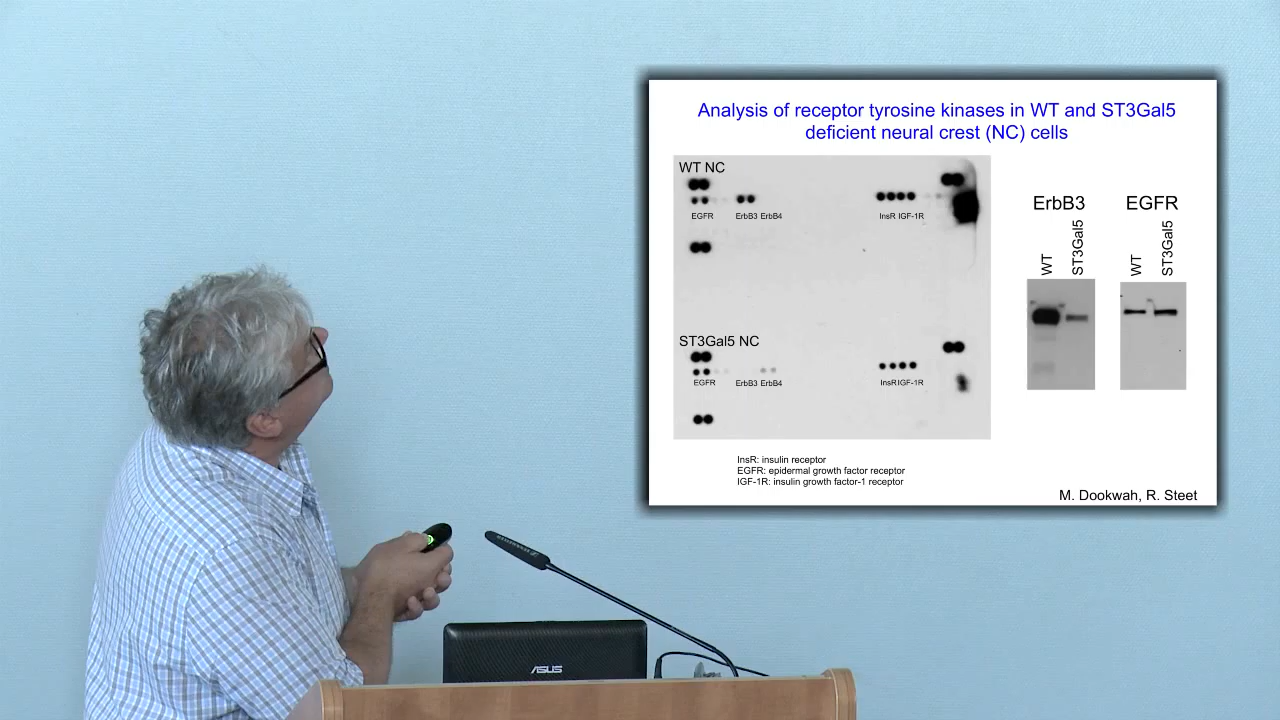 Analysis of receptor tyrosine kinases in WT and ST3Gal5
deficient neural crest (NC) cells
WT NC
EGFR ErbB3 ErbB4 InsR IGF-1R
ST3Gal5 NC
EGFR ErbB3 ErbB4 InsR IGF-1R
ErbB3 EGFR
WT ST3Gal5 WT ST3Gal5
InsR: insulin receptor
EGFR: epidermal growth factor receptor
IGF-1R: insulin growth factor-1 receptor
M. Dookwah, R. Steet
ASUS